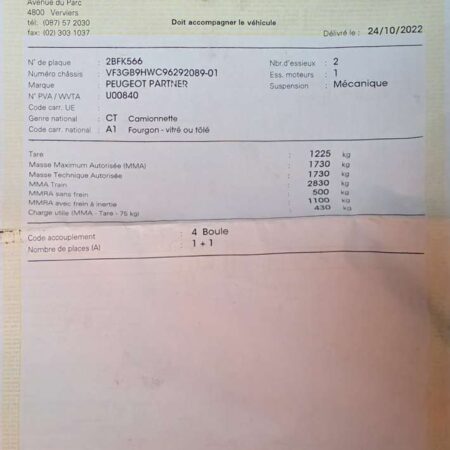 Avenue du Parc
4800 Verviers
tél: (087) 57 2030
fax: (02) 303 1037
Doit accompagner le véhicule
Délivré le : 24/10/2022
N° de plaque : 2BFK566 Nbr.d'essieux : 2
Numéro châssis : VF3GB9HWC96292089-01 Ess. moteurs : 1
Marque : PEUGEOT PARTNER Suspension : Mécanique
N° PVA / WVTA : U00840
Code carr. UE :
Genre national : CT Camionnette
Code carr. national : A1 Fourgon - vitré ou tôlé
Tare : 1225 kg
Masse Maximum Autorisée (MMA) : 1730 kg
Masse Technique Autorisée : 1730 kg
MMA Train : 2830 kg
MMRA sans frein : 500 kg
MMRA avec frein à inertie : 1100 kg
Charge utile (MMA - Tare - 75 kg) : 430 kg
Code accouplement : 4 Boule
Nombre de places (A) : 1 + 1